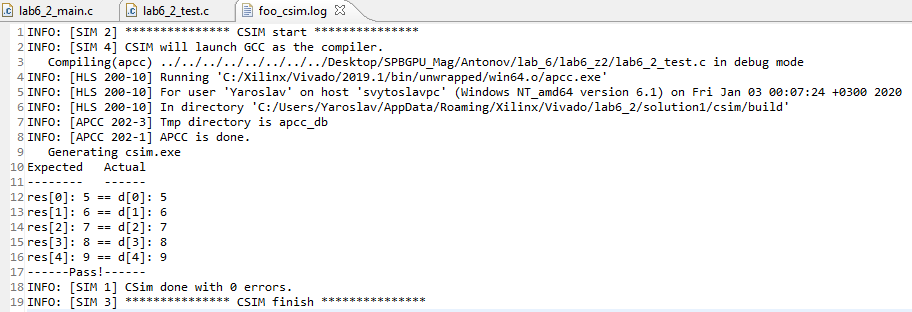 lab6_2_main.c lab6_2_test.c foo_csim.log
1 INFO: [SIM 2] *************** CSIM start ***************
2 INFO: [SIM 4] CSIM will launch GCC as the compiler.
3    Compiling(apcc) ../../../../../../../Desktop/SPBGPU_Mag/Antonov/lab_6/lab6_z2/lab6_2_test.c in debug mode
4 INFO: [HLS 200-10] Running 'C:/Xilinx/Vivado/2019.1/bin/unwrapped/win64.o/apcc.exe'
5 INFO: [HLS 200-10] For user 'Yaroslav' on host 'svytoslavpc' (Windows NT_amd64 version 6.1) on Fri Jan 03 00:07:24 +0300 2020
6 INFO: [HLS 200-10] In directory 'C:/Users/Yaroslav/AppData/Roaming/Xilinx/Vivado/lab6_2/solution1/csim/build'
7 INFO: [APCC 202-3] Tmp directory is apcc_db
8 INFO: [APCC 202-1] APCC is done.
9    Generating csim.exe
10 Expected   Actual
11 --------   ------
12 res[0]: 5 == d[0]: 5
13 res[1]: 6 == d[1]: 6
14 res[2]: 7 == d[2]: 7
15 res[3]: 8 == d[3]: 8
16 res[4]: 9 == d[4]: 9
17 ------Pass!------
18 INFO: [SIM 1] CSim done with 0 errors.
19 INFO: [SIM 3] *************** CSIM finish ***************